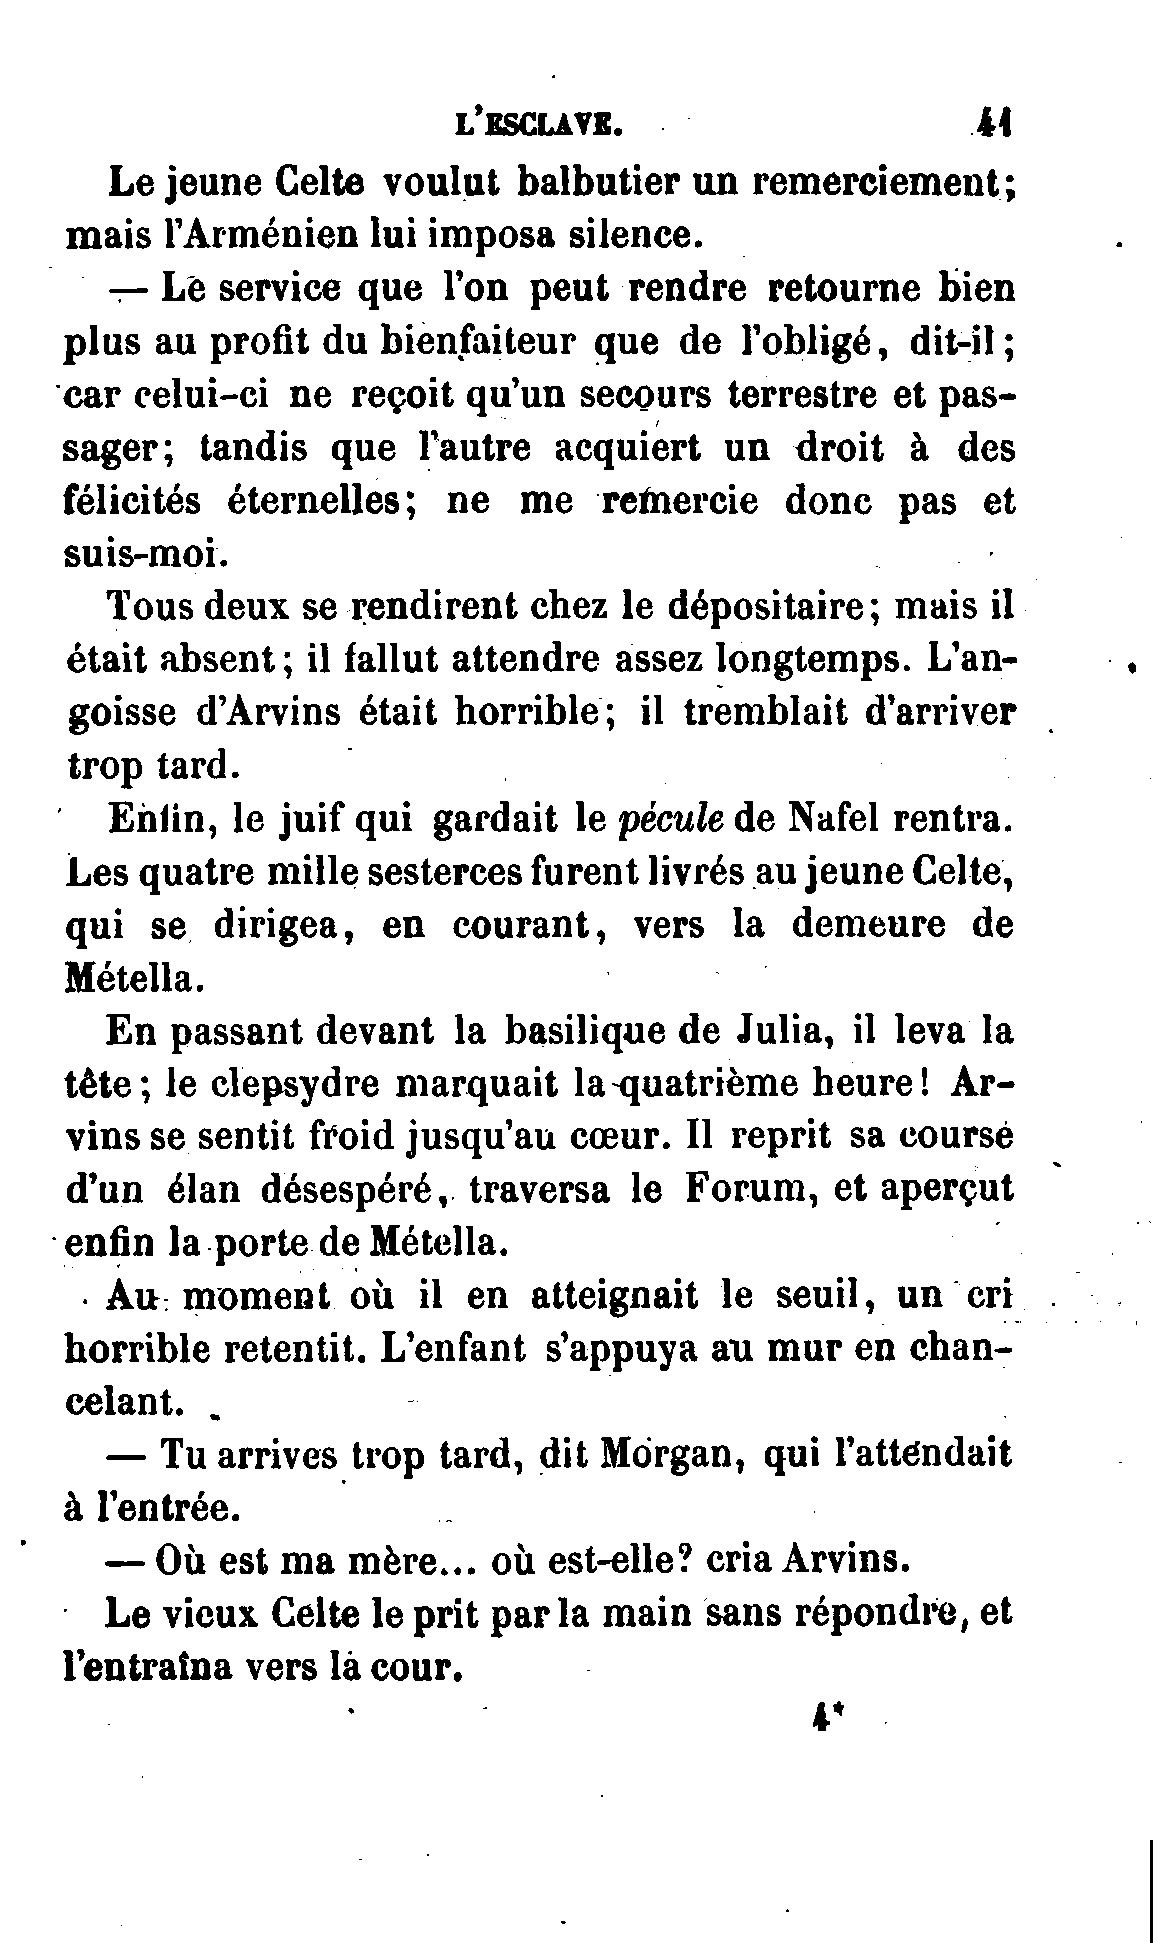 L'ESCLAVE. 41
Le jeune Celte voulut balbutier un remerciement;
mais l'Arménien lui imposa silence.
— Le service que l'on peut rendre retourne bien
plus au profit du bienfaiteur que de l'obligé, dit-il;
car celui-ci ne reçoit qu'un secours terrestre et pas-
sager; tandis que l'autre acquiert un droit à des
félicités éternelles; ne me remercie donc pas et
suis-moi.
Tous deux se rendirent chez le dépositaire; mais il
était absent; il fallut attendre assez longtemps. L'an-
goisse d'Arvins était horrible; il tremblait d'arriver
trop tard.
Enfin, le juif qui gardait le pécule de Nafel rentra.
Les quatre mille sesterces furent livrés au jeune Celte,
qui se dirigea, en courant, vers la demeure de
Métella.
En passant devant la basilique de Julia, il leva la
tête; le clepsydre marquait la quatrième heure! Ar-
vins se sentit froid jusqu'au cœur. Il reprit sa course
d'un élan désespéré, traversa le Forum, et aperçut
enfin la porte de Métella.
Au moment où il en atteignait le seuil, un cri
horrible retentit. L'enfant s'appuya au mur en chan-
celant.
— Tu arrives trop tard, dit Morgan, qui l'attendait
à l'entrée.
— Où est ma mère... où est-elle? cria Arvins.
Le vieux Celte le prit par la main sans répondre, et
l'entraîna vers la cour.
4*